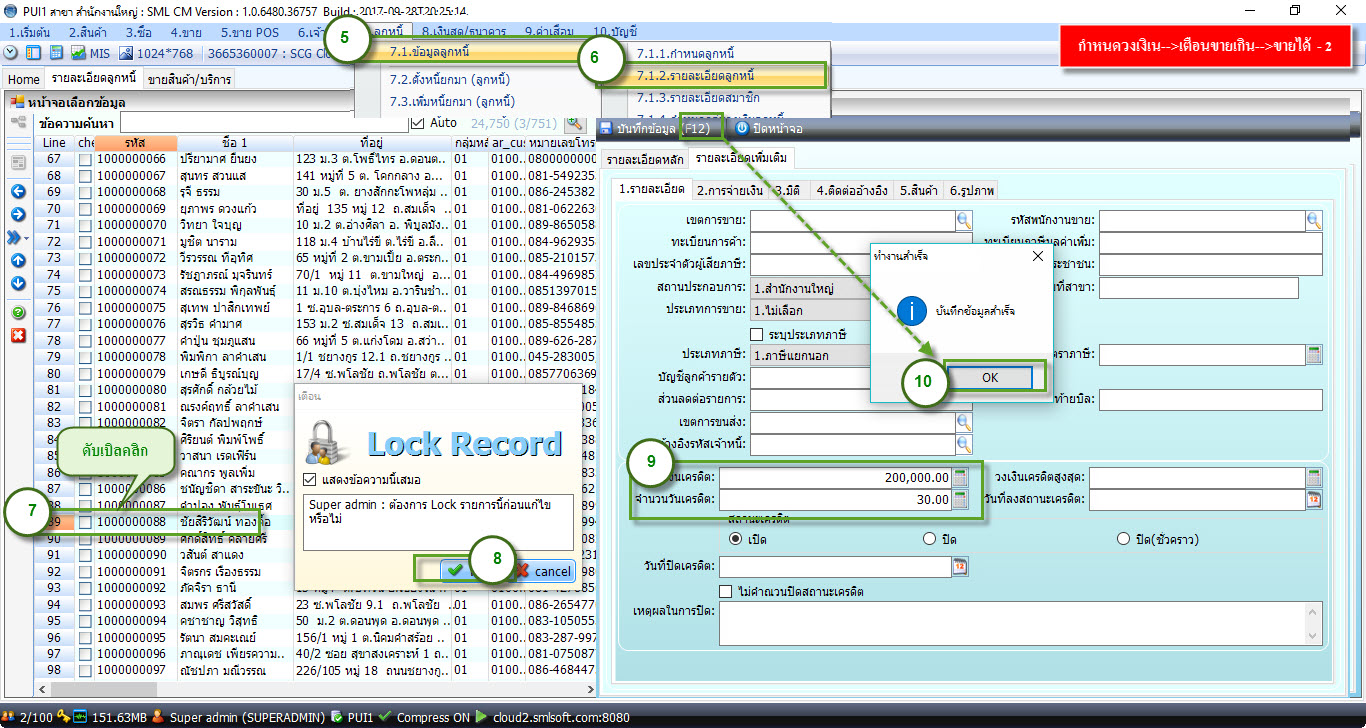 PUI1 สาขา สำนักงานใหญ่ : SML CM Version : 1.0.6480.36757 Build : 2017-09-28T20:25:14
1.เริ่มต้น 2.สินค้า 3.ซื้อ 4.ขาย 5.ขาย POS 6.เจ้า ลูกหนี้ 8.เงินสด/ธนาคาร 9.ค่าเสื่อม 10.บัญชี
MIS 1024*768 3665360007 : SCG Clo
5
7.1.ข้อมูลลูกหนี้
7.2.ตั้งหนี้ยกมา (ลูกหนี้)
7.3.เพิ่มหนี้ยกมา (ลูกหนี้)
6
7.1.1.กำหนดลูกหนี้
7.1.2.รายละเอียดลูกหนี้
7.1.3.รายละเอียดสมาชิก
กำหนดวงเงิน-->เตือนขายเกิน-->ขายได้ - 2
Home รายละเอียดลูกหนี้ ขายสินค้า/บริการ
หน้าจอเลือกข้อมูล
ข้อความค้นหา Auto 24,750 (3/751)
Line che รหัส ชื่อ 1 ที่อยู่ กลุ่มหลั ar_cus หมายเลขโทร
67 1000000066 ปรียามาศ ยืนยง 123 ม.3 ต.โพธิ์ไทร อ.ดอนต.. 01 0100.. 0800000000
68 1000000067 สุนทร สวนแส 141 หมู่ที่ 5 ต. โคกกลาง อ... 01 0100.. 081-549235
69 1000000068 รุจี ธรรม 30 ม.5 ต. ยางสักกะโพหลุ่ม .. 01 0100.. 086-245382
70 1000000069 ยุภาพร ดวงแก้ว ที่อยู่ 135 หมู่ 12 ถ.สมเด็จ .. 01 0100.. 081-062263
71 1000000070 วิทยา ใจบุญ 10 ม.2 ต.อ่างศิลา อ. พิบูลมัง.. 01 0100.. 089-865058
72 1000000071 มูชิต นาราม 118 ม.4 บ้านไร่ขี ต.ไร่ขี อ.ลื.. 01 0100.. 084-962935
73 1000000072 วีรวรรณ ทีอุทิศ 65 หมู่ที่ 2 ต.ขามเปี้ย อ.ตระก.. 01 0100.. 085-210157
74 1000000073 รัชฎาภรณ์ มุจรินทร์ 70/1 หมู่ 11 ต.ขามใหญ่ อ... 01 0100.. 084-496985
75 1000000074 สรณธรรม พิกุลพันธุ์ 11 ม.10 ต.บุ่งไหม อ.วารินชำ.. 01 0100.. 0851397015
76 1000000075 สุเทพ ปาสึกเทพย์ 1 ซ.อุบล-ตระการ 6 ถ.อุบล-ต.. 01 0100.. 089-846869
77 1000000076 สุรวิธ คำมาศ 153 ม.2 ซ.สมเด็จ 13 ถ.สมเ.. 01 0100.. 085-855485
78 1000000077 คำปุ่น ชุมภูแสน 66 หมู่ที่ 5 ต.แก่งโดม อ.สว่า.. 01 0100.. 089-626-287
79 1000000078 พิมพิกา ลาคำเสน 1/1 ชยางกูร 12.1 ถ.ชยางกูร .. 01 0100.. 045-283005
80 1000000079 เกษดี ธิบูรณ์บุญ 17/4 ซ.พโลชัย ถ.พโลชัย ต... 01 0100.. 0857706369
81 1000000080 สุรศักดิ์ กล้วยไม้
82 1000000081 ณรงค์ฤทธิ์ ลาคำเสน
83 1000000082 จิตรา กัลปพฤกษ์
84 ศิรียนต์ พิมพ์โพธิ์
วาสนา เรดเฟิร์น
คณากร พูลเพิ่ม
87 1000000086 ชนัญชิดา สาระขันะ วิ..
88 1000000087 คำปอง พันธุ์โนเรศ
89 1000000088 ชัยสิริวัฒน์ ทองคือ
90 1000000089 ศักดิ์สิทธิ์ คล้ายศรี
91 1000000090 วสันต์ สาแดง
92 1000000091 จิตรกร เรืองธรรม
93 1000000092 ภัคจิรา ธานี
94 1000000093 สมพร ศรีสวัสดิ์ 23 ซ.พโลชัย 9.1 ถ.พโลชัย .. 01 0100.. 086-265477
95 1000000094 คชาชาญ วิสุทธิ์ 50 ม.2 ต.ดอนพุด อ.ดอนพุด.. 01 0100.. 083-105055
96 1000000095 รัตนา สมคะเณย์ 156/1 หมู่ 1 ต.นิคมคำสร้อย .. 01 0100.. 083-287-997
97 1000000096 ภาณุเดช เพียรความ.. 40/2 ซอย สุขาสงเคราะห์ 1 ถ.. 01 0100.. 081-075087
98 1000000097 ณัชปภา มณีวรรณ 226/105 หมู่ 18 ถนนชยางกู.. 01 0100.. 086-468447
ดับเบิลคลิก
7
เตือน
Lock Record
แสดงข้อความนี้เสมอ
Super admin : ต้องการ Lock รายการนี้ก่อนแก้ไข
หรือไม่
8
cancel
บันทึกข้อมูล (F12) ปิดหน้าจอ
รายละเอียดหลัก รายละเอียดเพิ่มเติม
1.รายละเอียด 2.การจ่ายเงิน 3.มิติ 4.ติดต่ออ้างอิง 5.สินค้า 6.รูปภาพ
เขตการขาย: รหัสพนักงานขาย:
ทะเบียนการค้า: ทะเบียนภาษีมูลค่าเพิ่ม:
เลขประจำตัวผู้เสียภาษี: ประชาชน:
สถานประกอบการ: 1.สำนักงานใหญ่ ที่สาขา:
ประเภทการขาย: 1.ไม่เลือก
ระบุประเภทภาษี
ประเภทภาษี: 1.ภาษีแยกนอก ตราภาษี:
บัญชีลูกค้ารายตัว:
ส่วนลดต่อรายการ: ท้ายบิล:
เขตการขนส่ง:
อ้างอิงรหัสเจ้าหนี้:
ทำงานสำเร็จ
บันทึกข้อมูลสำเร็จ
OK
10
9
วงเงินเครดิต: 200,000.00 วงเงินเครดิตสูงสุด:
จำนวนวันเครดิต: 30.00 วันที่ลงสถานะเครดิต:
สถานะเครดิต
เปิด ปิด ปิด(ชั่วคราว)
วันที่ปิดเครดิต:
ไม่คำณวนปิดสถานะเครดิต
เหตุผลในการปิด:
2/100 151.63MB Super admin (SUPERADMIN) PUI1 Compress ON cloud2.smlsoft.com:8080